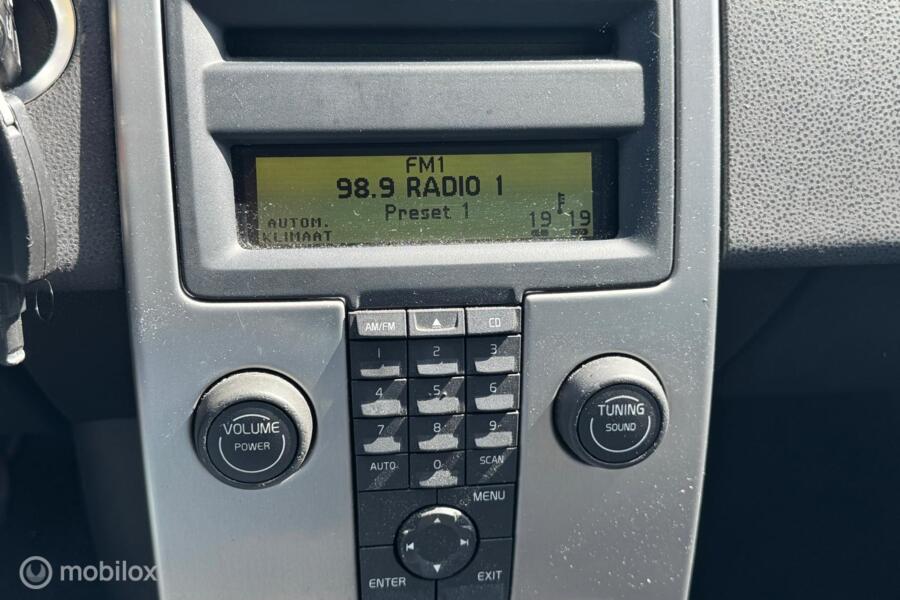 FM1
98.9 RADIO 1
Preset 1
AUTOM. 19 19
KLIMAAT
AM/FM CD
1 2 3
4 5 6
7 8 9
AUTO 0 SCAN
MENU
ENTER EXIT
VOLUME
POWER
TUNING
SOUND
mobilox